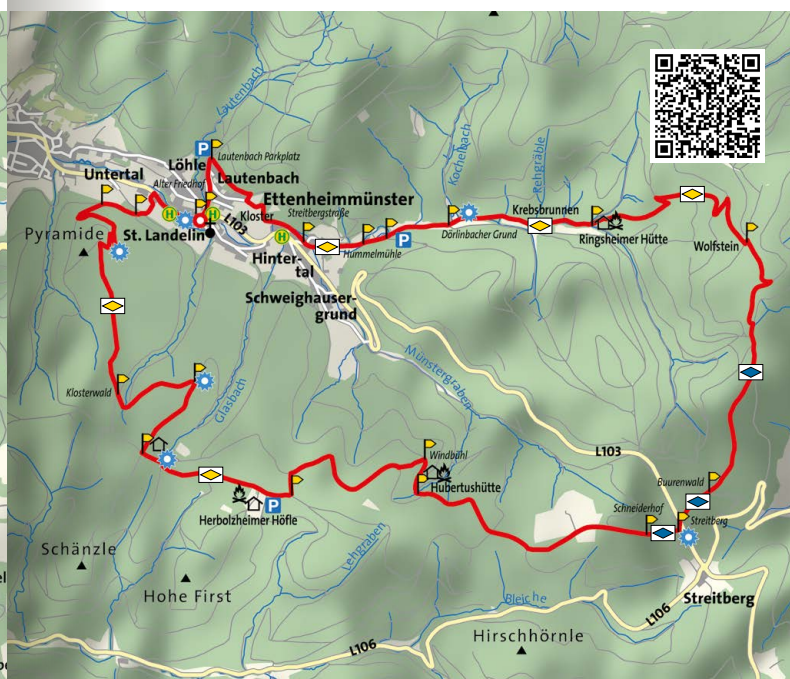 Lautenbach
P
Lautenbach Parkplatz
Löhle
Untertal
Lautenbach
Alter Friedhof
Ettenheimmünster
Kochelbach
Rehgräble
Kloster
Streitbergstraße
Krebsbrunnen
H
H
L103
Pyramide
St. Landelin
H
Hinter-
tal
Hummelmühle
P
Dörlinbacher Grund
Ringsheimer Hütte
Wolfstein
Schweighauser-
grund
Münstergraben
Klosterwald
Glasbach
L103
Windbühl
Hubertushütte
Buurenwald
Herbolzheimer Höfle
P
Schneiderhof
Streitberg
Lehgraben
Schänzle
Hohe First
Bleiche
Streitberg
L106
Hirschhörnle
L106